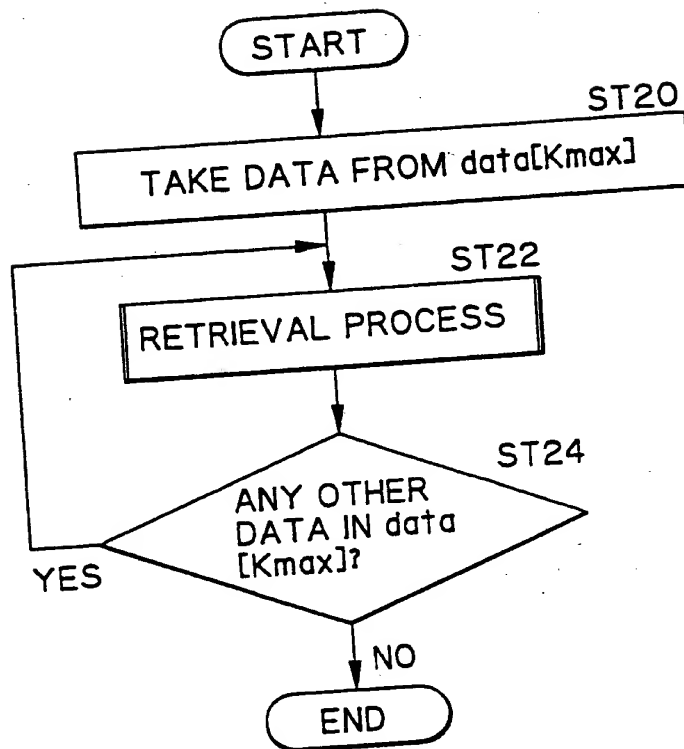 START
ST20
TAKE DATA FROM data[Kmax]
ST22
RETRIEVAL PROCESS
ST24
ANY OTHER
DATA IN data
[Kmax]?
YES
NO
END